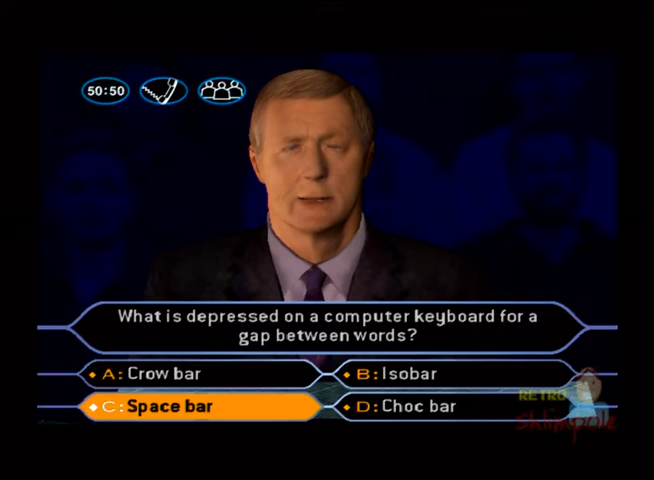 50:50
What is depressed on a computer keyboard for a
gap between words?
A: Crow bar
B: Isobar
C: Space bar
D: Choc bar
RETRO
Shlimpole